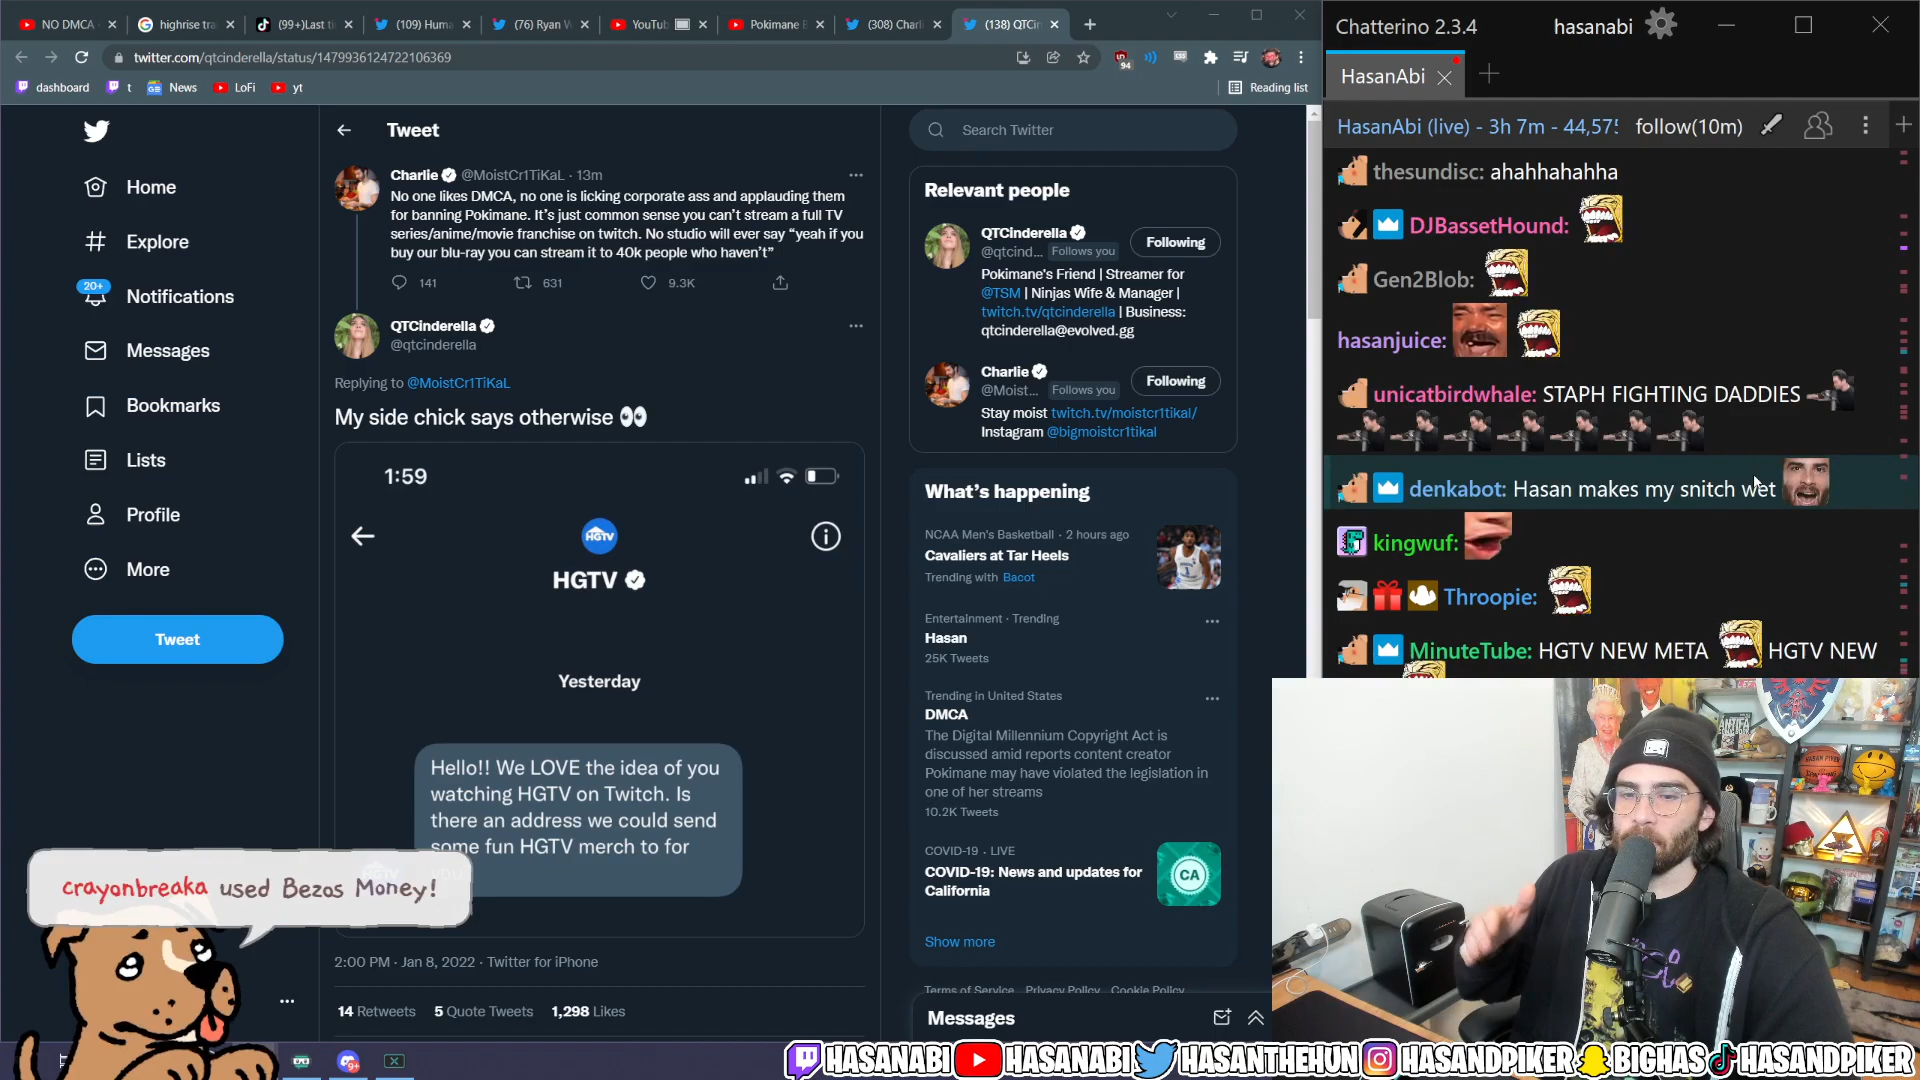 NO DMCA
highrise tra
(99+)Last ti
(109) Huma
(76) Ryan W
YouTub
Pokimane B
(308) Charli
(138) QTCin
twitter.com/qtcinderella/status/1479936124722106369
94
dashboard
t
News
LoFi
yt
Reading list
Home
Explore
20+
Notifications
Messages
Bookmarks
Lists
Profile
More
Tweet
Tweet
Charlie @MoistCr1TiKaL · 13m
No one likes DMCA, no one is licking corporate ass and applauding them
for banning Pokimane. It's just common sense you can't stream a full TV
series/anime/movie franchise on twitch. No studio will ever say “yeah if you
buy our blu-ray you can stream it to 40k people who haven't”
141
631
9.3K
QTCinderella
@qtcinderella
Replying to @MoistCr1TiKaL
My side chick says otherwise 👀
1:59
HGTV
HGTV
Yesterday
Hello!! We LOVE the idea of you
watching HGTV on Twitch. Is
there an address we could send
some fun HGTV merch to for
crayonbreaka used Bezos Money!
2:00 PM · Jan 8, 2022 · Twitter for iPhone
14 Retweets 5 Quote Tweets 1,298 Likes
Search Twitter
Relevant people
QTCinderella
@qtcind... Follows you
Following
Pokimane's Friend | Streamer for
@TSM | Ninjas Wife & Manager |
twitch.tv/qtcinderella | Business:
qtcinderella@evolved.gg
Charlie
@Moist... Follows you
Following
Stay moist twitch.tv/moistcr1tikal/
Instagram @bigmoistcr1tikal
What's happening
NCAA Men's Basketball · 2 hours ago
Cavaliers at Tar Heels
Trending with Bacot
Entertainment · Trending
Hasan
25K Tweets
Trending in United States
DMCA
The Digital Millennium Copyright Act is
discussed amid reports content creator
Pokimane may have violated the legislation in
one of her streams
10.2K Tweets
COVID-19 · LIVE
COVID-19: News and updates for
California
CA
Show more
Terms of Service Privacy Policy Cookie Policy
Messages
Chatterino 2.3.4
hasanabi
HasanAbi
HasanAbi (live) - 3h 7m - 44,575
follow(10m)
thesundisc: ahahhahahha
DJBassetHound:
Gen2Blob:
hasanjuice:
unicatbirdwhale: STAPH FIGHTING DADDIES
denkabot: Hasan makes my snitch wet
kingwuf:
Throopie:
MinuteTube: HGTV NEW META HGTV NEW
ANTIFA
HASAN PIKER
HASANABI HASANABI HASANTHEHUN HASANDPIKER BIGHAS HASANDPIKER